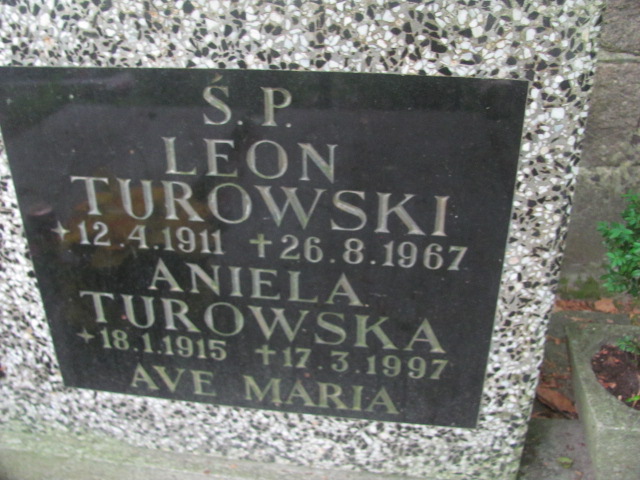 Ś. P.
LEON
TUROWSKI
✦12.4.1911 ✝26.8.1967
ANIELA
TUROWSKA
✦18.1.1915 ✝17.3.1997
AVE MARIA